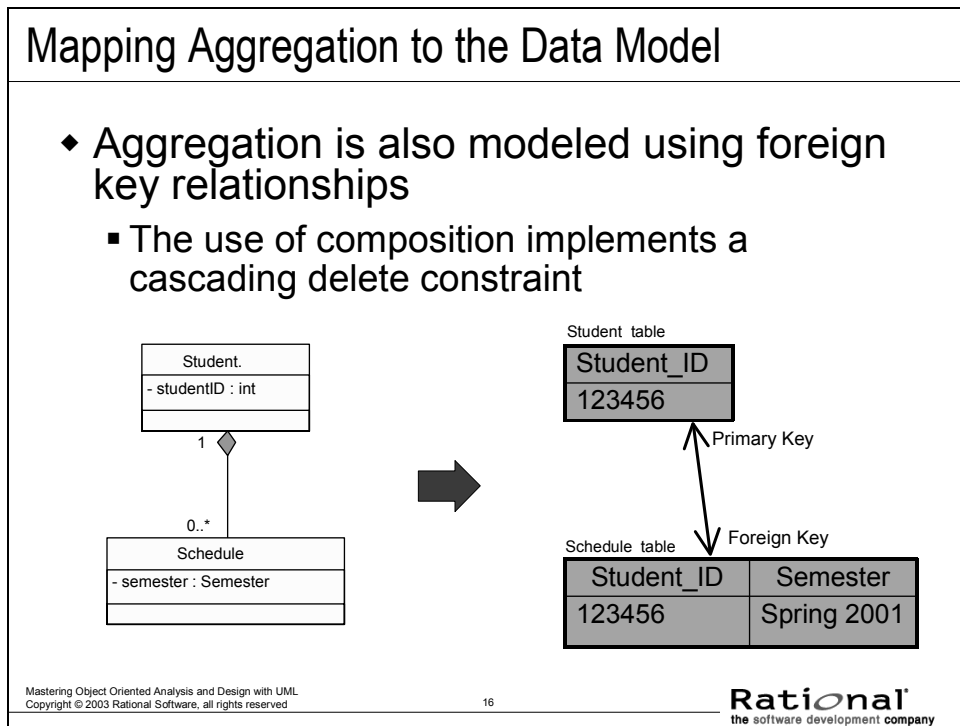 Mapping Aggregation to the Data Model
◆ Aggregation is also modeled using foreign
key relationships
▪ The use of composition implements a
cascading delete constraint
Student.
- studentID : int
1
0..*
Schedule
- semester : Semester
Student table
Student_ID
123456
Primary Key
Foreign Key
Schedule table
Student_ID Semester
123456 Spring 2001
Mastering Object Oriented Analysis and Design with UML
Copyright © 2003 Rational Software, all rights reserved
16
Rational
the software development company